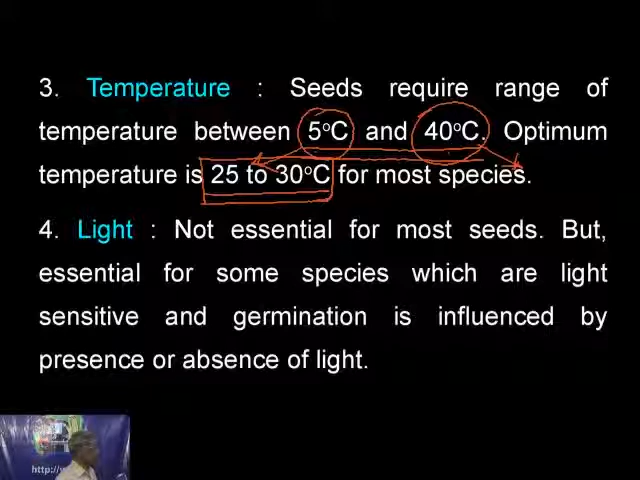 3. Temperature : Seeds require range of
temperature between 5°C and 40°C. Optimum
temperature is 25 to 30°C for most species.
4. Light : Not essential for most seeds. But,
essential for some species which are light
sensitive and germination is influenced by
presence or absence of light.